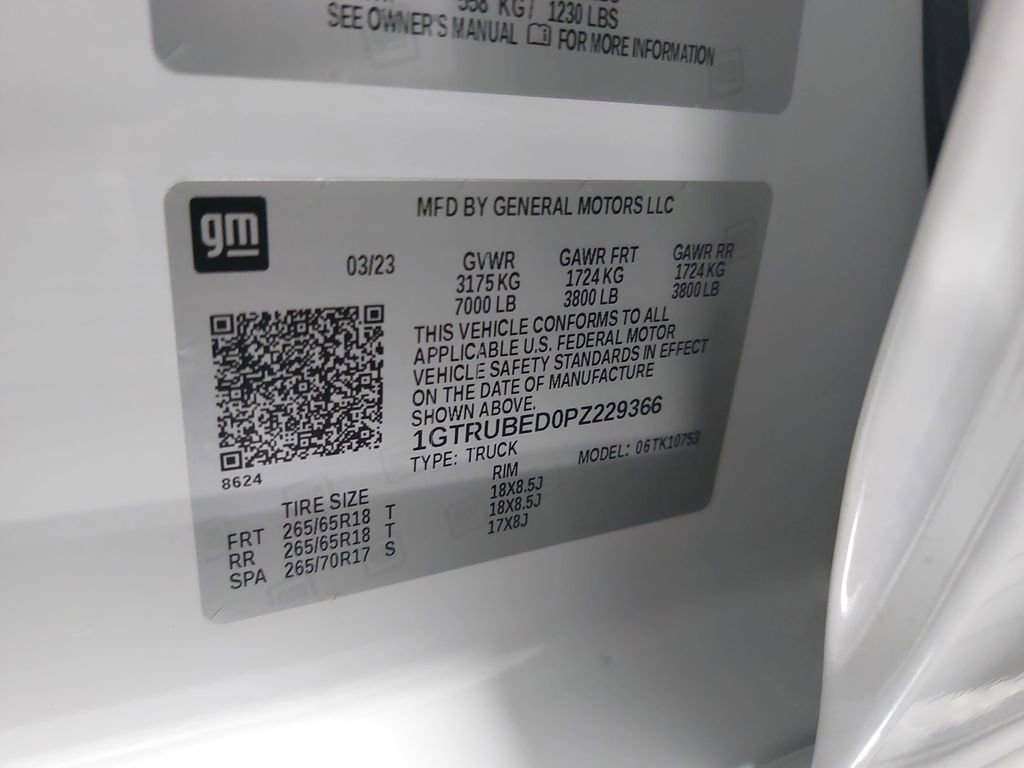 558 KG / 1230 LBS
SEE OWNER'S MANUAL FOR MORE INFORMATION
gm
MFD BY GENERAL MOTORS LLC
03/23 GVWR GAWR FRT GAWR RR
3175 KG 1724 KG 1724 KG
7000 LB 3800 LB 3800 LB
THIS VEHICLE CONFORMS TO ALL
APPLICABLE U.S. FEDERAL MOTOR
VEHICLE SAFETY STANDARDS IN EFFECT
ON THE DATE OF MANUFACTURE
SHOWN ABOVE.
1GTRUBED0PZ229366
TYPE: TRUCK MODEL: 06TK10753
8624
TIRE SIZE RIM
FRT 265/65R18 T 18X8.5J
RR 265/65R18 T 18X8.5J
SPA 265/70R17 S 17X8J